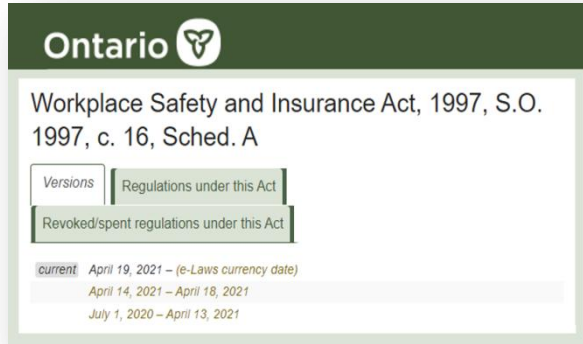 Ontario
Workplace Safety and Insurance Act, 1997, S.O.
1997, c. 16, Sched. A
Versions
Regulations under this Act
Revoked/spent regulations under this Act
current April 19, 2021 – (e-Laws currency date)
April 14, 2021 – April 18, 2021
July 1, 2020 – April 13, 2021